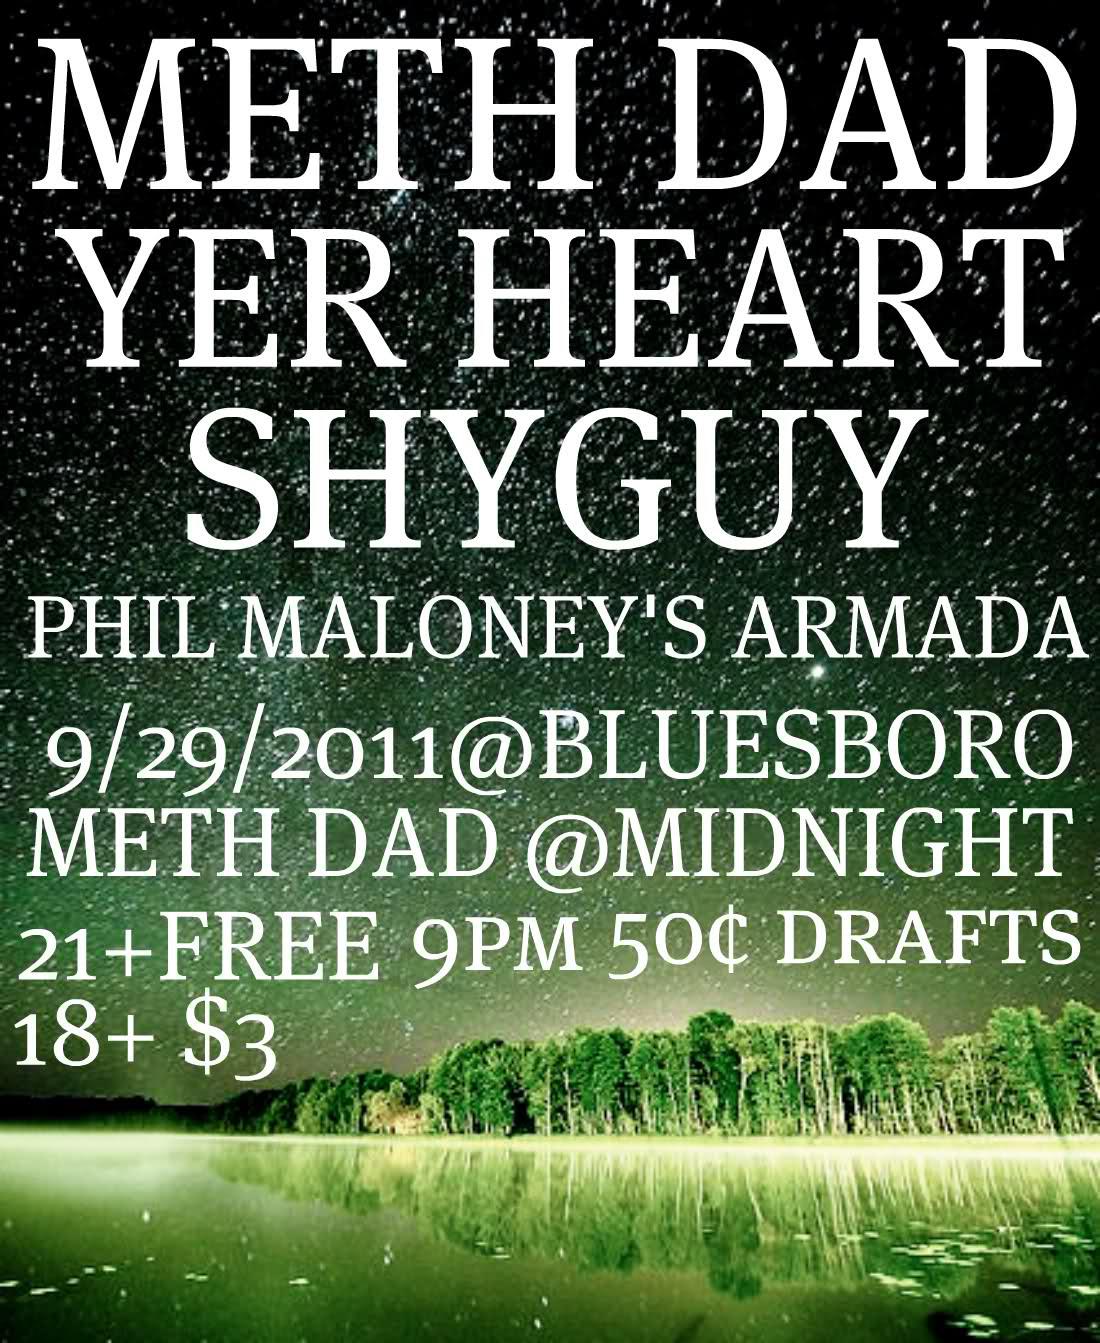 METH DAD
YER HEART
SHYGUY
PHIL MALONEY'S ARMADA
9/29/2011@BLUESBORO
METH DAD @MIDNIGHT
21+FREE 9PM 50¢ DRAFTS
18+ $3